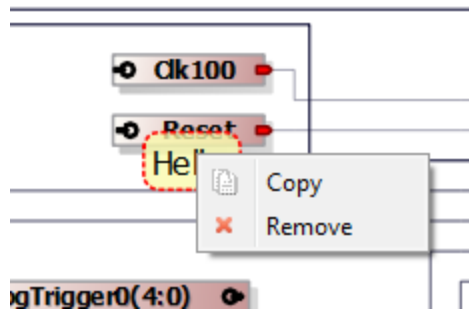 Clk100
Reset
Hel
Copy
Remove
ogTrigger0(4:0)